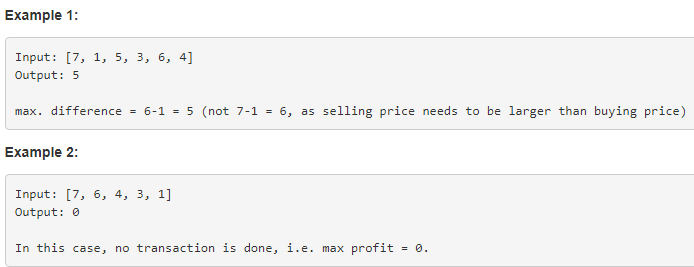 Example 1:
Input: [7, 1, 5, 3, 6, 4]
Output: 5
max. difference = 6-1 = 5 (not 7-1 = 6, as selling price needs to be larger than buying price)
Example 2:
Input: [7, 6, 4, 3, 1]
Output: 0
In this case, no transaction is done, i.e. max profit = 0.